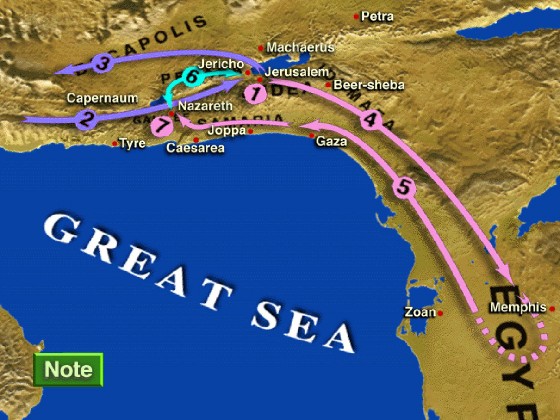 Petra
DECAPOLIS
Machaerus
3
Jericho
6
Jerusalem
Beer-sheba
1
Capernaum
Nazareth
2
4
7
SAMARIA
Joppa
Tyre
Caesarea
Gaza
5
GREAT SEA
Zoan
Memphis
EGYP
Note